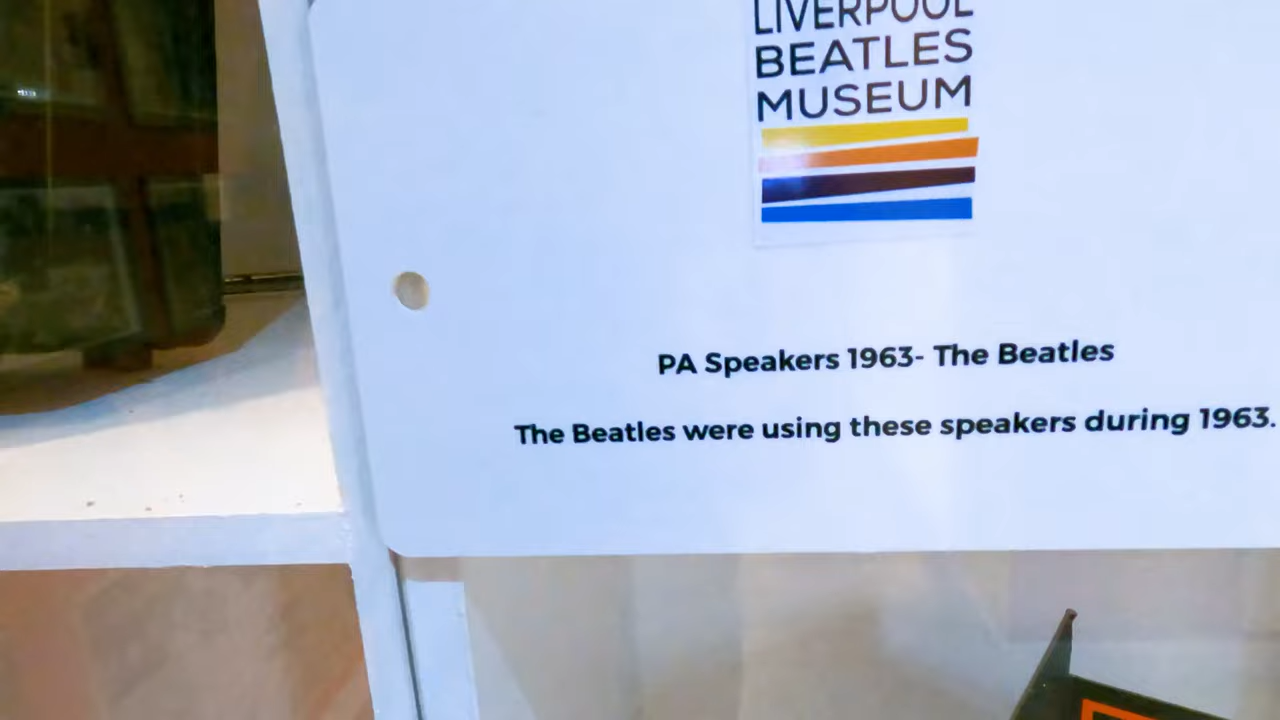 LIVERPOOL
BEATLES
MUSEUM
PA Speakers 1963- The Beatles
The Beatles were using these speakers during 1963.